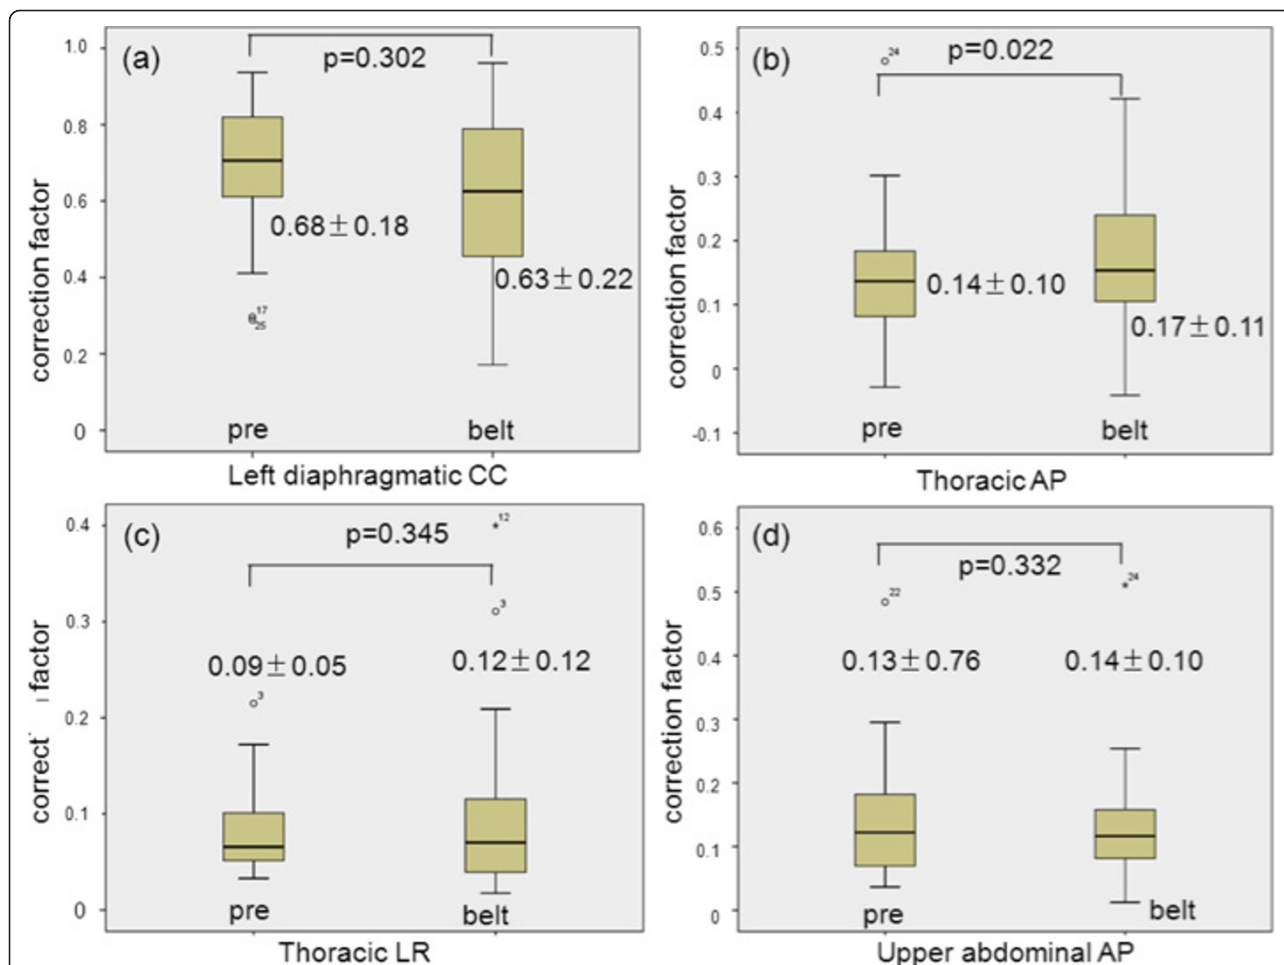 (a)
p=0.302
1.0
0.8
0.6
0.4
0.2
0
correction factor
0.68±0.18
0.63±0.22
17
25
pre
belt
Left diaphragmatic CC
(b)
p=0.022
0.5
0.4
0.3
0.2
0.1
0
-0.1
correction factor
24
0.14±0.10
0.17±0.11
pre
belt
Thoracic AP
(c)
p=0.345
0.4
0.3
0.2
0.1
0
factor
12
3
0.09±0.05
0.12±0.12
3
pre
belt
Thoracic LR
(d)
p=0.332
0.6
0.5
0.4
0.3
0.2
0.1
0
correction factor
22
24
0.13±0.76
0.14±0.10
pre
belt
Upper abdominal AP